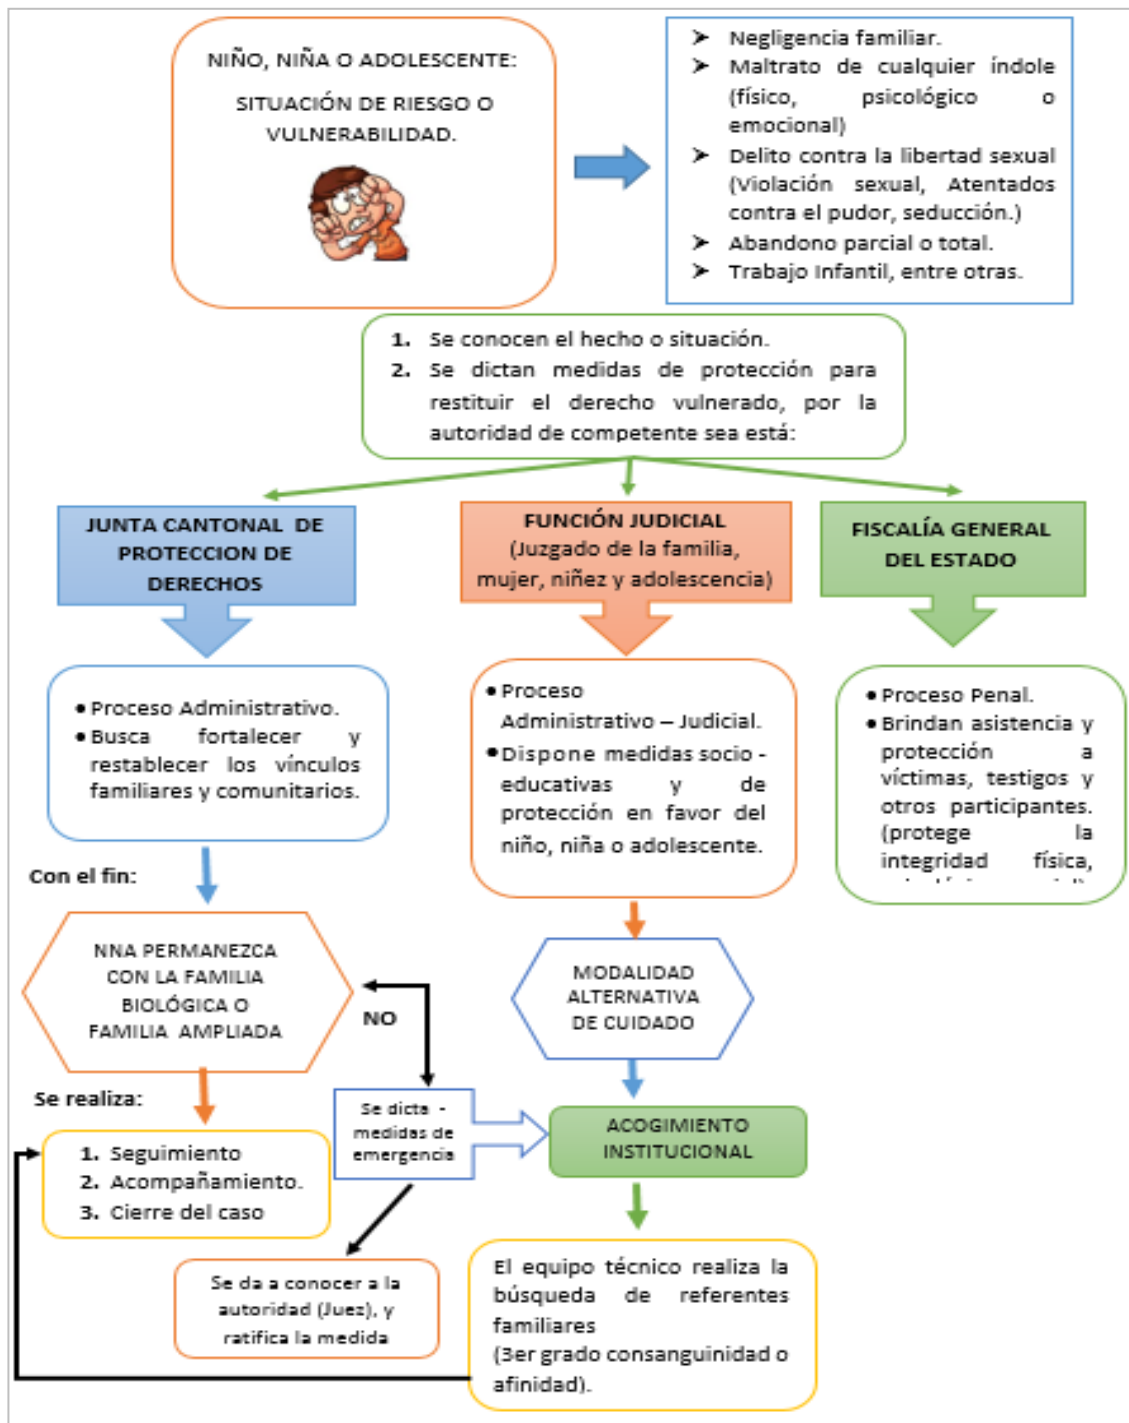 NIÑO, NIÑA O ADOLESCENTE:
SITUACIÓN DE RIESGO O
VULNERABILIDAD.
➤ Negligencia familiar.
➤ Maltrato de cualquier índole
(físico, psicológico o
emocional)
➤ Delito contra la libertad sexual
(Violación sexual, Atentados
contra el pudor, seducción.)
➤ Abandono parcial o total.
➤ Trabajo Infantil, entre otras.
1. Se conocen el hecho o situación.
2. Se dictan medidas de protección para
restituir el derecho vulnerado, por la
autoridad de competente sea está:
JUNTA CANTONAL DE
PROTECCION DE
DERECHOS
FUNCIÓN JUDICIAL
(Juzgado de la familia,
mujer, niñez y adolescencia)
FISCALÍA GENERAL
DEL ESTADO
• Proceso Administrativo.
• Busca fortalecer y
restablecer los vínculos
familiares y comunitarios.
• Proceso
Administrativo – Judicial.
• Dispone medidas socio -
educativas y de
protección en favor del
niño, niña o adolescente.
• Proceso Penal.
• Brindan asistencia y
protección a
víctimas, testigos y
otros participantes.
(protege la
integridad física,
Con el fin:
NNA PERMANEZCA
CON LA FAMILIA
BIOLÓGICA O
FAMILIA AMPLIADA
NO
MODALIDAD
ALTERNATIVA
DE CUIDADO
Se realiza:
1. Seguimiento
2. Acompañamiento.
3. Cierre del caso
Se dicta -
medidas de
emergencia
ACOGIMIENTO
INSTITUCIONAL
Se da a conocer a la
autoridad (Juez), y
ratifica la medida
El equipo técnico realiza la
búsqueda de referentes
familiares
(3er grado consanguinidad o
afinidad).